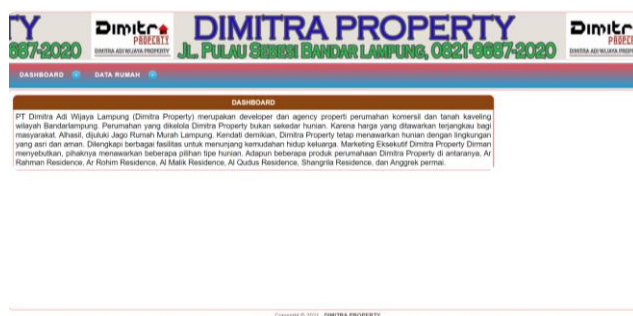 TY Dimitra PROPERTY DIMITRA PROPERTY Dimitra
687-2020 DIMITRA ADI WIJAYA PROPERTY JL. PULAU SEBESI BANDAR LAMPUNG, 0821-8687-2020 DIMITRA ADI WIJAYA PROP
DASHBOARD DATA RUMAH
DASHBOARD
PT Dimitra Adi Wijaya Lampung (Dimitra Property) merupakan developer dan agency properti perumahan komersil dan tanah kaveling
wilayah Bandarlampung. Perumahan yang dikelola Dimitra Property bukan sekedar hunian. Karena harga yang ditawarkan terjangkau bagi
masyarakat. Alhasil, dijuluki Jago Rumah Murah Lampung. Kendati demikian, Dimitra Property tetap menawarkan hunian dengan lingkungan
yang asri dan aman. Dilengkapi berbagai fasilitas untuk menunjang kemudahan hidup keluarga. Marketing Eksekutif Dimitra Property Dirman
menyebutkan, pihaknya menawarkan beberapa pilihan tipe hunian. Adapun beberapa produk perumahaan Dimitra Property di antaranya, Ar
Rahman Residence, Ar Rohim Residence, Al Malik Residence, Al Qudus Residence, Shangrila Residence, dan Anggrek permai.
DIMITRA PROPERTY